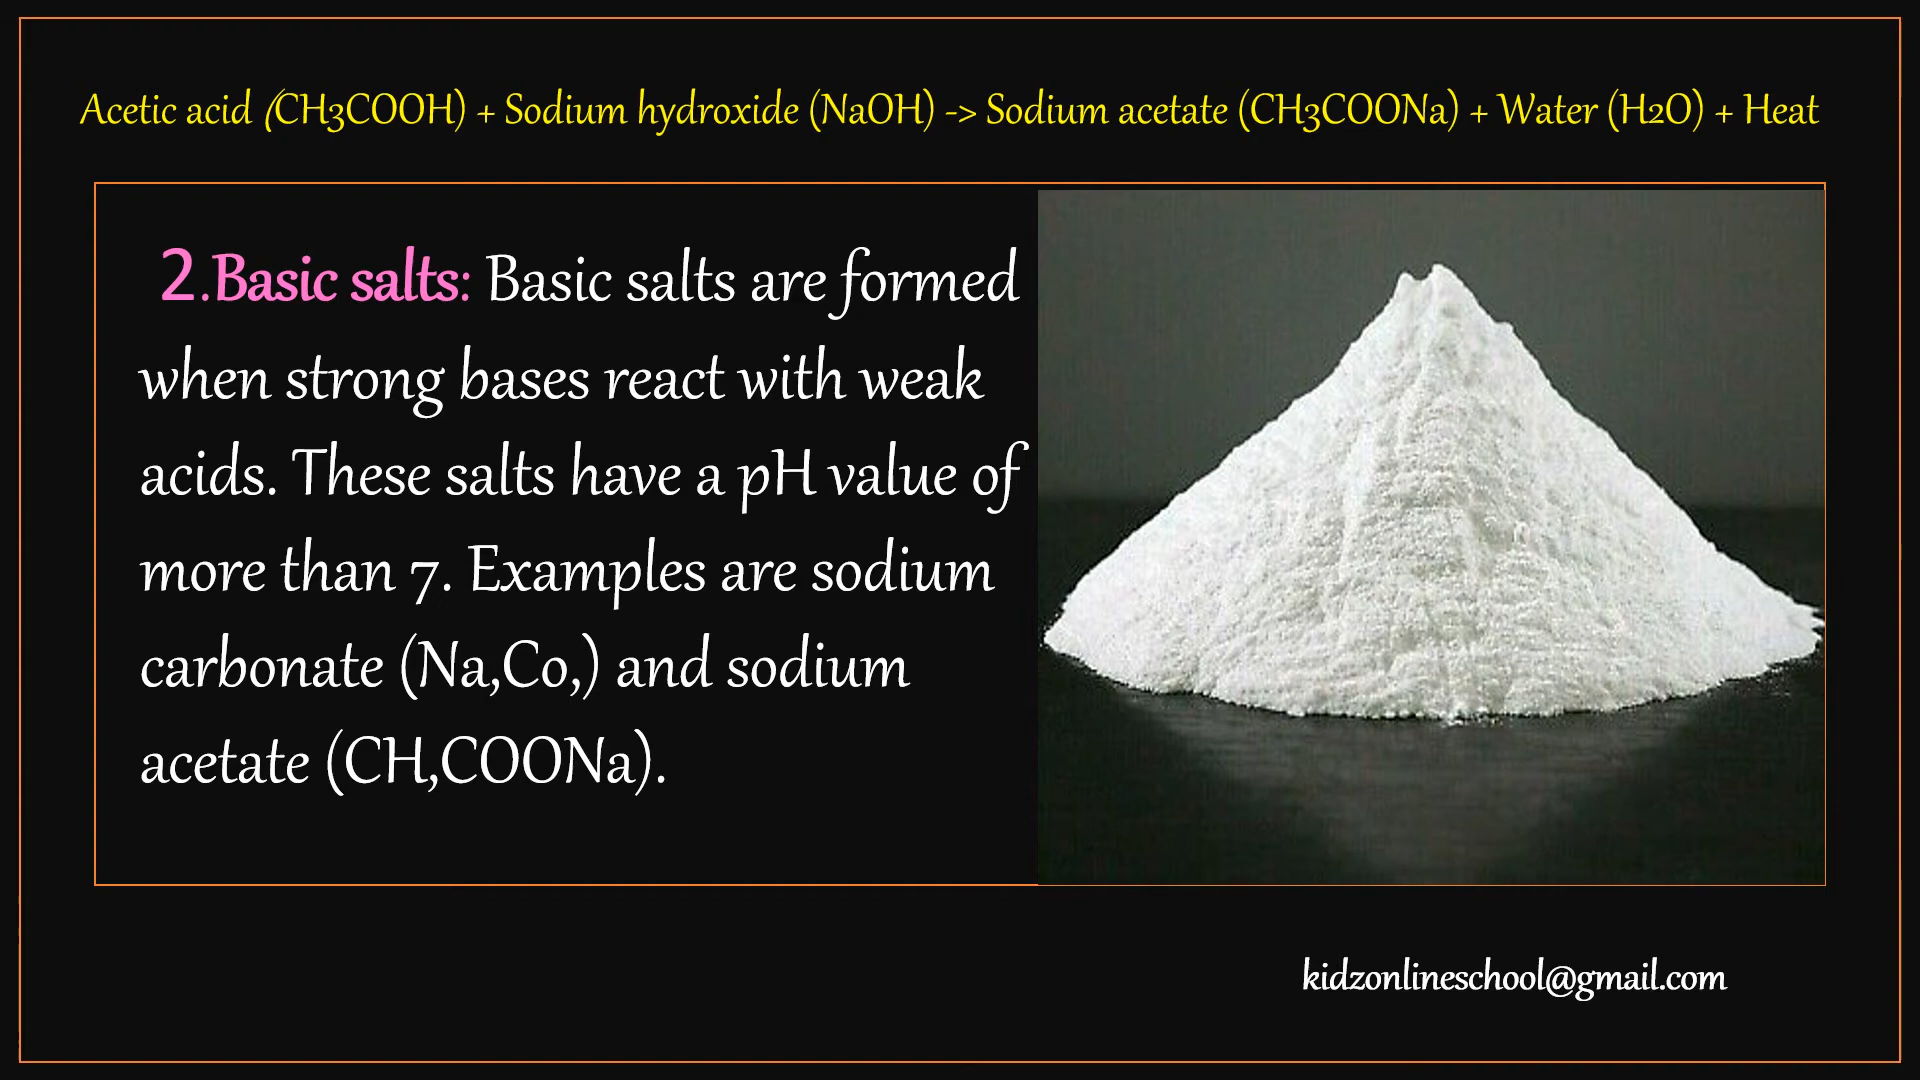 Acetic acid (CH3COOH) + Sodium hydroxide (NaOH) -> Sodium acetate (CH3COONa) + Water (H2O) + Heat
2.Basic salts: Basic salts are formed
when strong bases react with weak
acids. These salts have a pH value of
more than 7. Examples are sodium
carbonate (Na,Co,) and sodium
acetate (CH,COONa).
kidzonlineschool@gmail.com